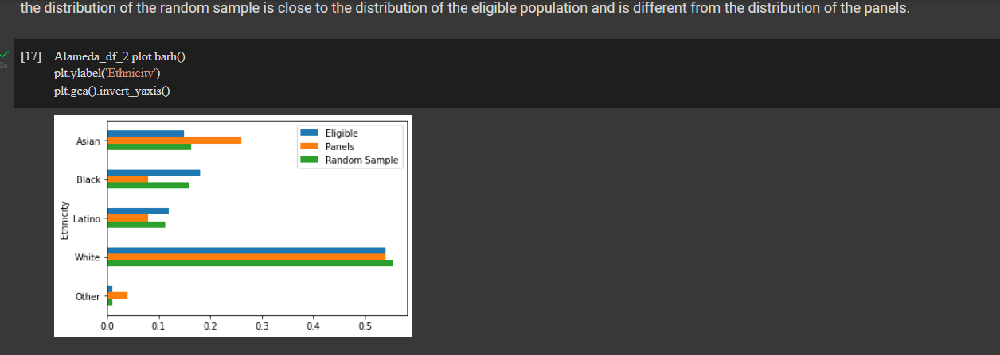 the distribution of the random sample is close to the distribution of the eligible population and is different from the distribution of the panels.
[17] Alameda_df_2.plot.barh()
plt.ylabel('Ethnicity')
plt.gca().invert_yaxis()
Eligible
Panels
Random Sample
Ethnicity
Asian
Black
Latino
White
Other
0.0 0.1 0.2 0.3 0.4 0.5